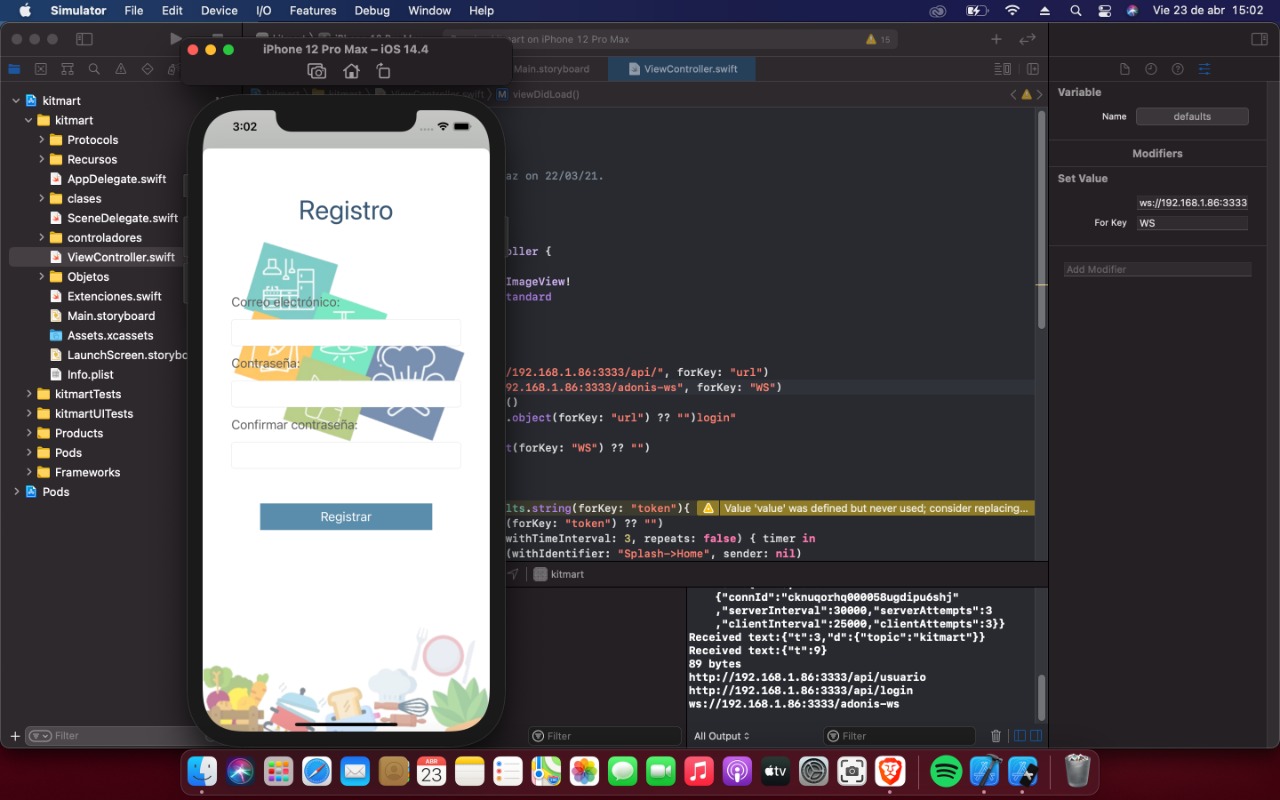 Simulator File Edit Device I/O Features Debug Window Help Vie 23 de abr 15:02
iPhone 12 Pro Max – iOS 14.4
on iPhone 12 Pro Max
15
Main.storyboard
ViewController.swift
viewDidLoad()
kitmart
kitmart
Protocols
Recursos
AppDelegate.swift
clases
SceneDelegate.swift
controladores
ViewController.swift
Objetos
Extenciones.swift
Main.storyboard
Assets.xcassets
LaunchScreen.storybo
Info.plist
kitmartTests
kitmartUITests
Products
Pods
Frameworks
Pods
Filter
3:02
Registro
Correo electrónico:
Contraseña:
Confirmar contraseña:
Registrar
az on 22/03/21.
oller {
ImageView!
tandard
/192.168.1.86:3333/api/", forKey: "url")
92.168.1.86:3333/adonis-ws", forKey: "WS")
()
.object(forKey: "url") ?? "")login"
t(forKey: "WS") ?? "")
lts.string(forKey: "token"){
Value 'value' was defined but never used; consider replacing...
(forKey: "token") ?? "")
withTimeInterval: 3, repeats: false) { timer in
(withIdentifier: "Splash->Home", sender: nil)
kitmart
{"connId":"cknuqorhq000058ugdipu6shj"
,"serverInterval":30000,"serverAttempts":3
,"clientInterval":25000,"clientAttempts":3}}
Received text:{"t":3,"d":{"topic":"kitmart"}}
Received text:{"t":9}
89 bytes
http://192.168.1.86:3333/api/usuario
http://192.168.1.86:3333/api/login
ws://192.168.1.86:3333/adonis-ws
Filter
All Output
Filter
Variable
Name defaults
Modifiers
Set Value
ws://192.168.1.86:3333
For Key WS
Add Modifier
ABR
23
tv